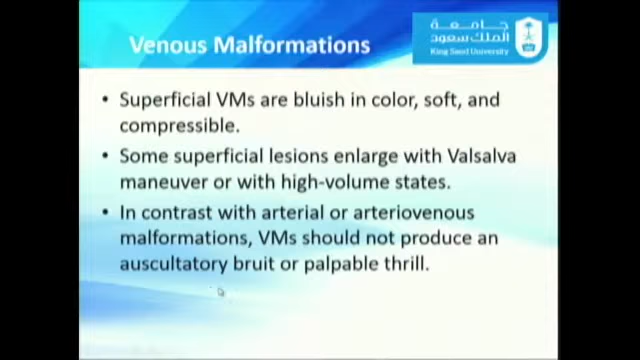 Venous Malformations
جامعة
الملك سعود
King Saud University
• Superficial VMs are bluish in color, soft, and
compressible.
• Some superficial lesions enlarge with Valsalva
maneuver or with high-volume states.
• In contrast with arterial or arteriovenous
malformations, VMs should not produce an
auscultatory bruit or palpable thrill.